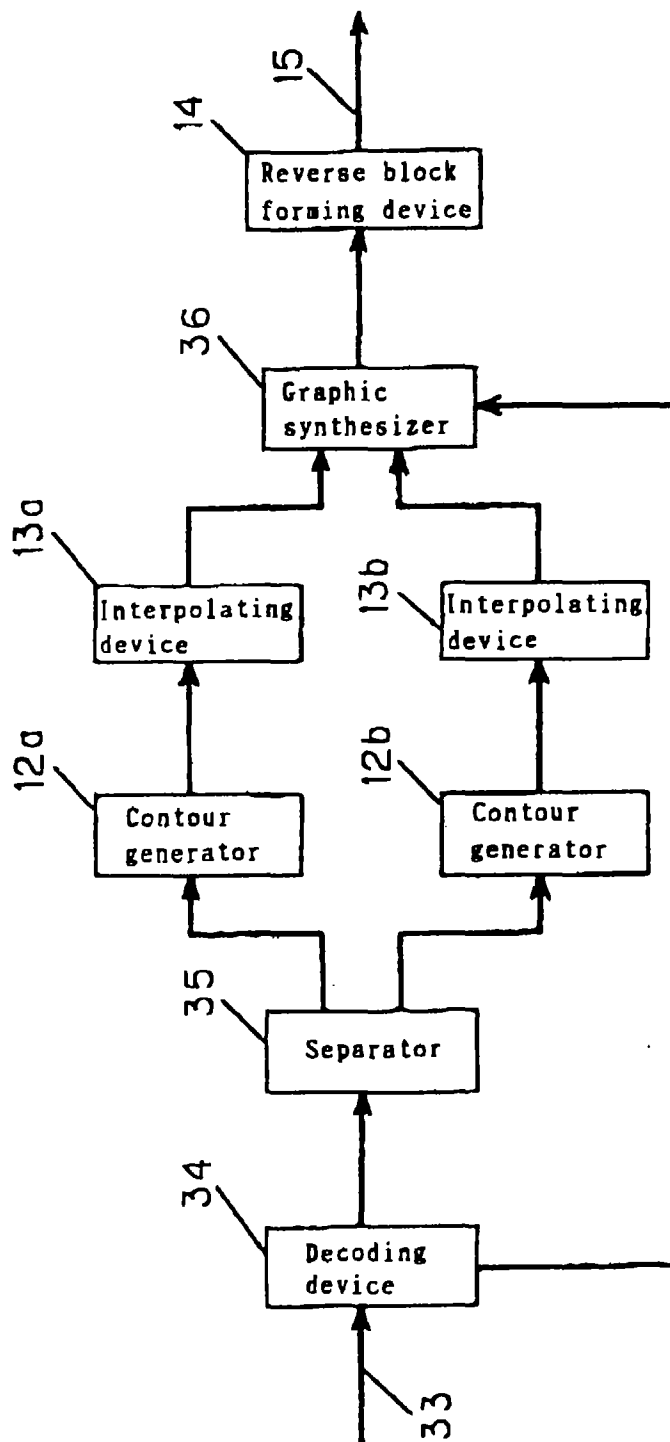 15
14
Reverse block
forming device
36
Graphic
synthesizer
13a
Interpolating
device
13b
Interpolating
device
12a
Contour
generator
12b
Contour
generator
35
Separator
34
Decoding
device
33